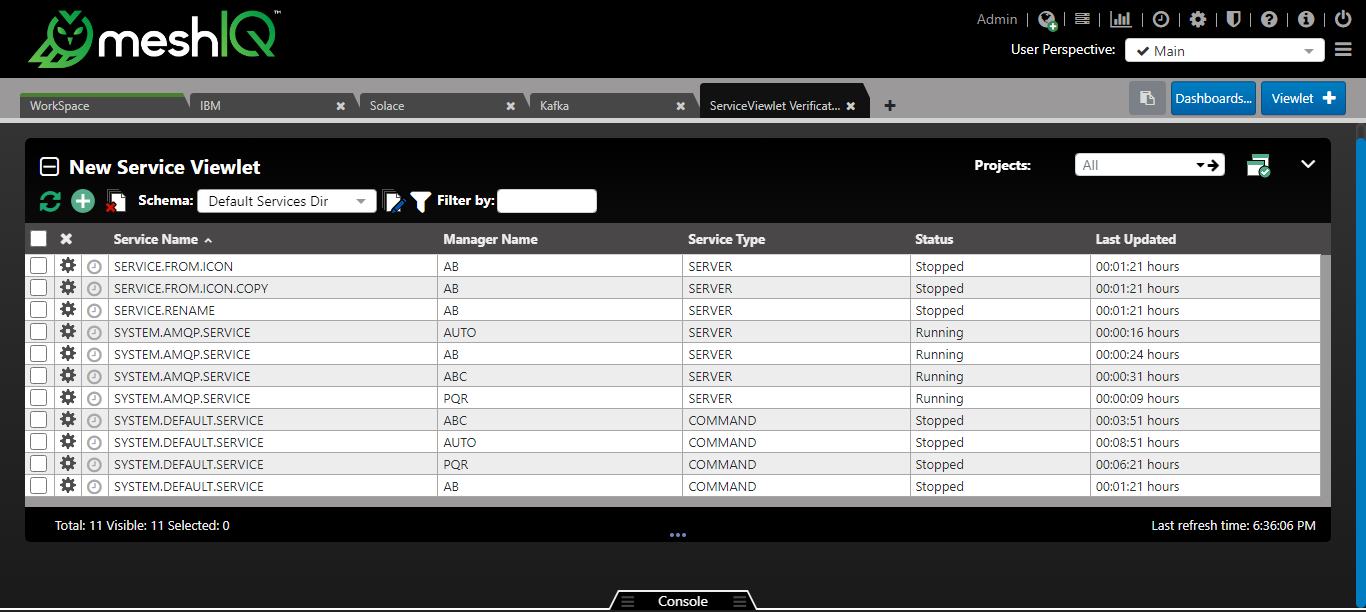 meshIQ™
Admin
User Perspective: Main
WorkSpace IBM Solace Kafka ServiceViewlet Verificat... Dashboards... Viewlet
New Service Viewlet Projects: All
Schema: Default Services Dir Filter by:
Service Name Manager Name Service Type Status Last Updated
SERVICE.FROM.ICON AB SERVER Stopped 00:01:21 hours
SERVICE.FROM.ICON.COPY AB SERVER Stopped 00:01:21 hours
SERVICE.RENAME AB SERVER Stopped 00:01:21 hours
SYSTEM.AMQP.SERVICE AUTO SERVER Running 00:00:16 hours
SYSTEM.AMQP.SERVICE AB SERVER Running 00:00:24 hours
SYSTEM.AMQP.SERVICE ABC SERVER Running 00:00:31 hours
SYSTEM.AMQP.SERVICE PQR SERVER Running 00:00:09 hours
SYSTEM.DEFAULT.SERVICE ABC COMMAND Stopped 00:03:51 hours
SYSTEM.DEFAULT.SERVICE AUTO COMMAND Stopped 00:08:51 hours
SYSTEM.DEFAULT.SERVICE PQR COMMAND Stopped 00:06:21 hours
SYSTEM.DEFAULT.SERVICE AB COMMAND Stopped 00:01:21 hours
Total: 11 Visible: 11 Selected: 0 Last refresh time: 6:36:06 PM
Console